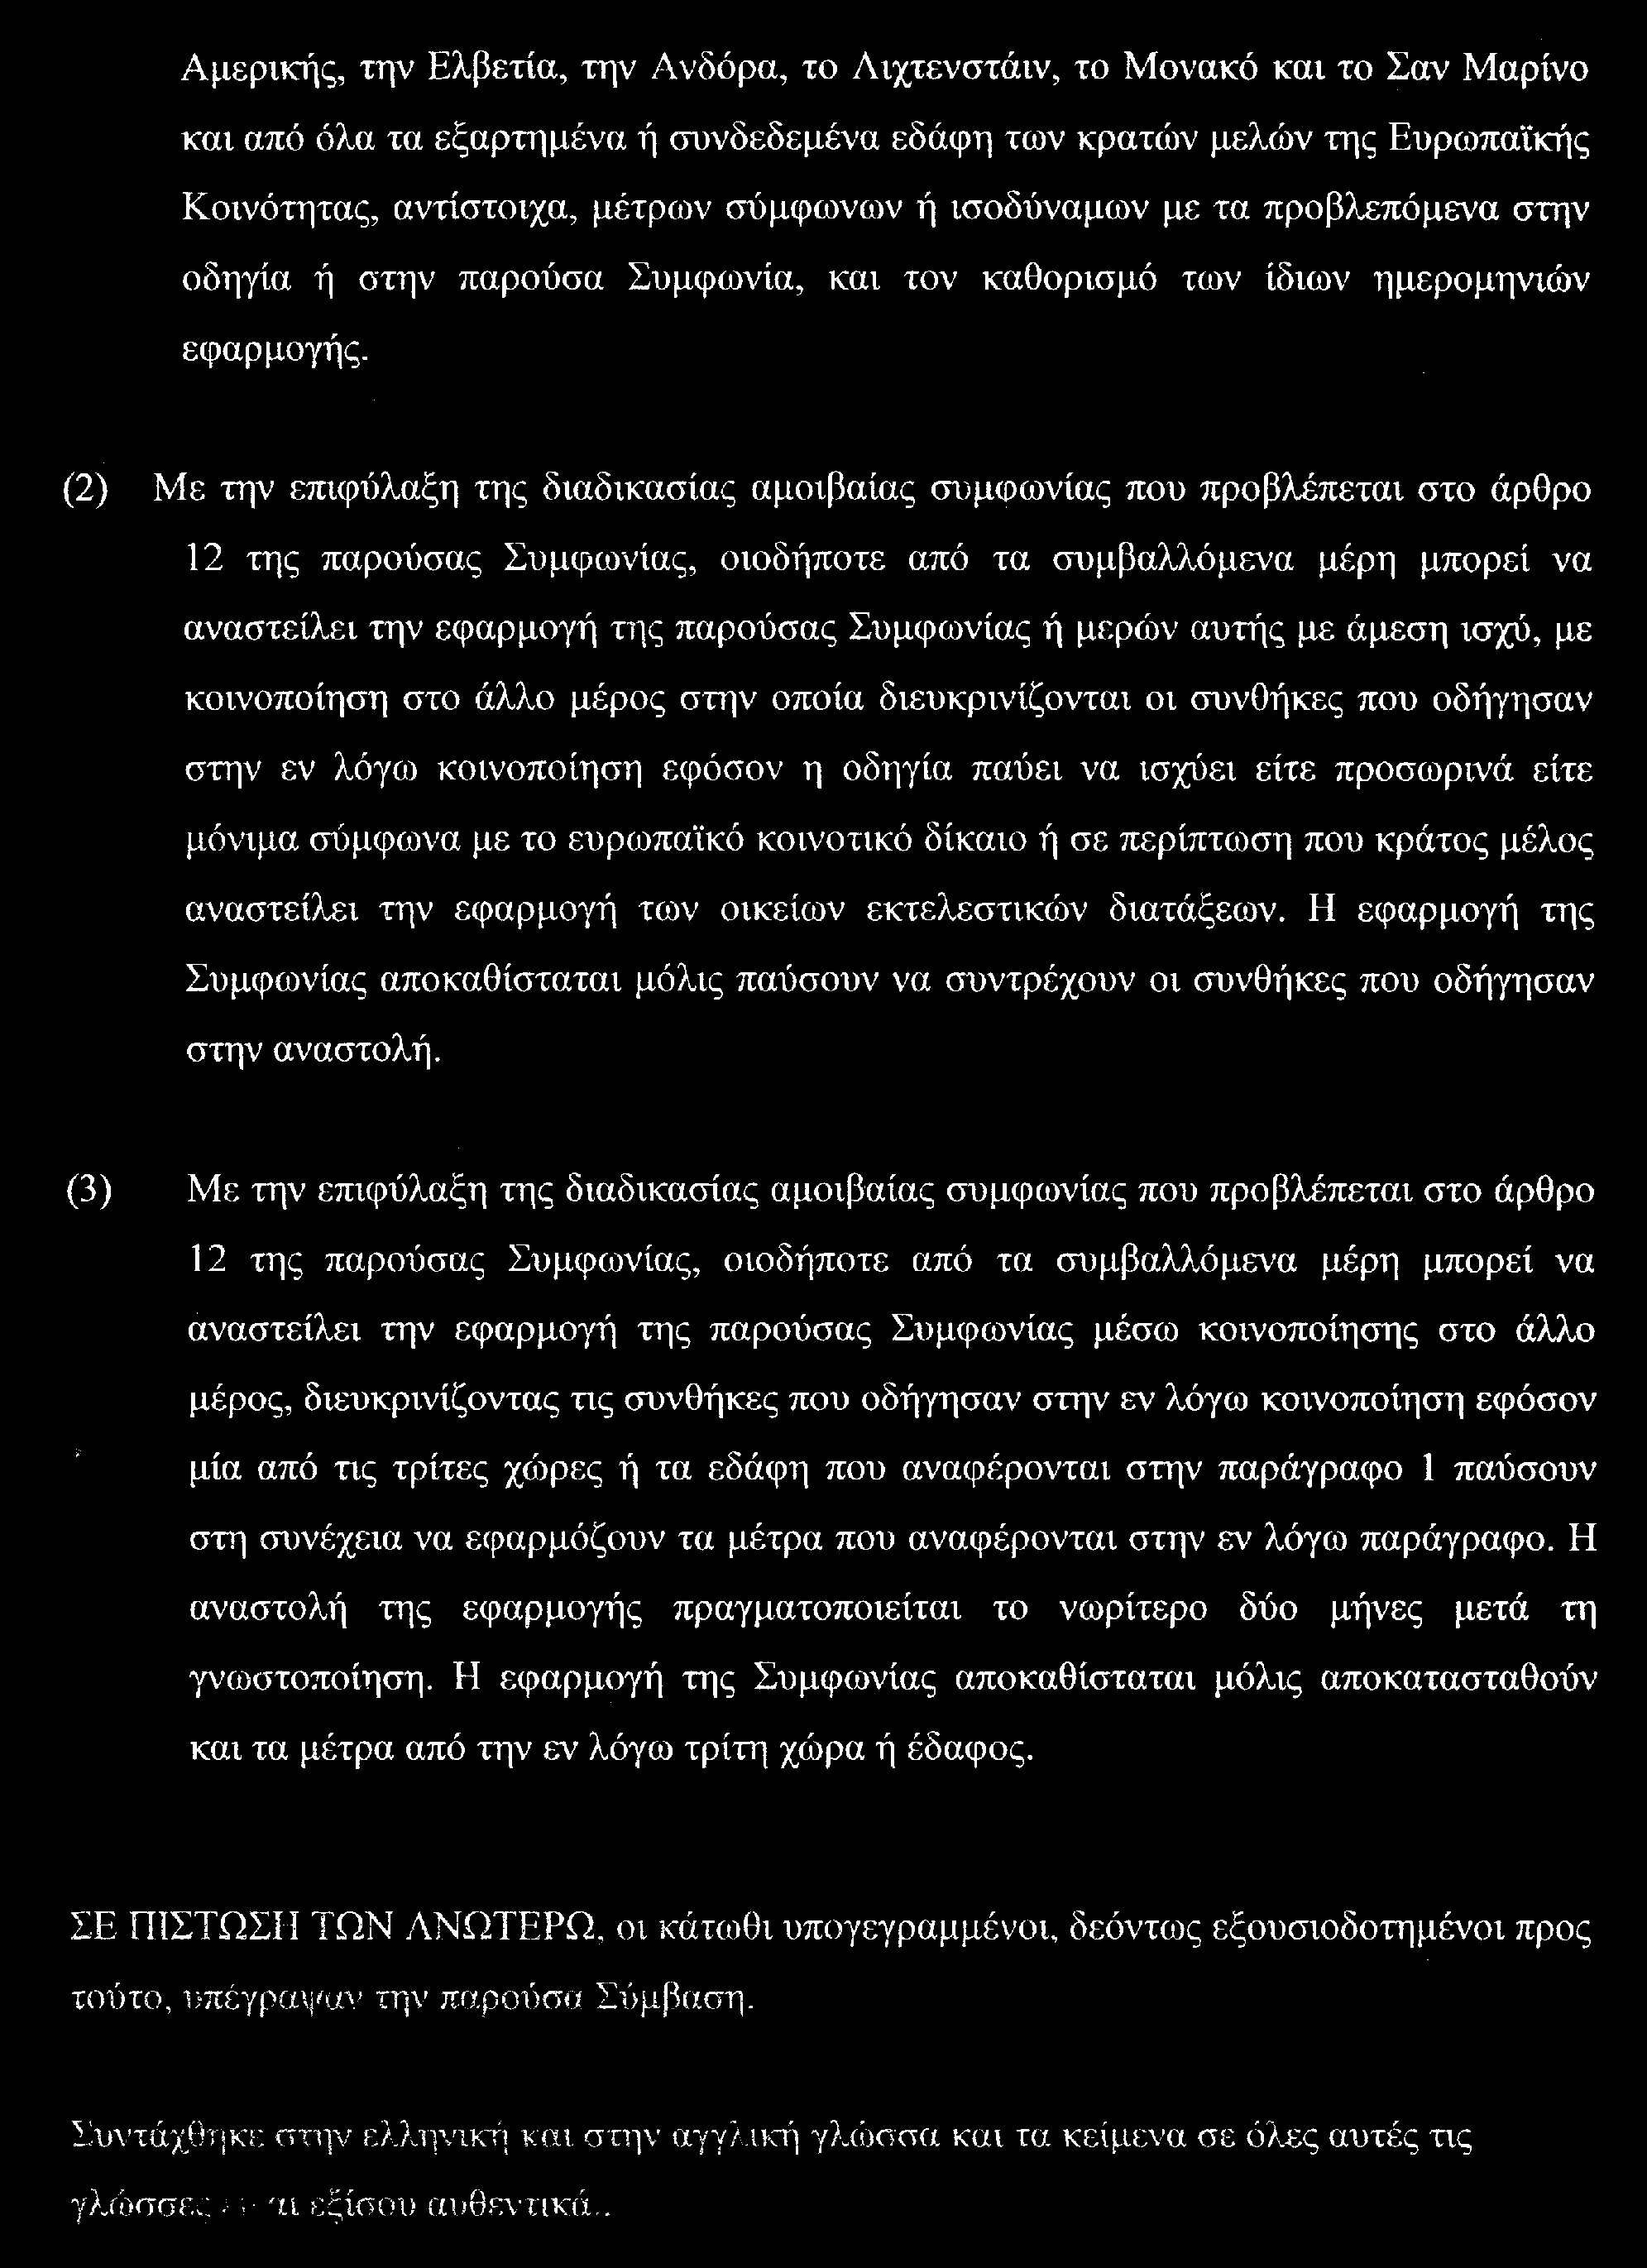 Αμερικής, την Ελβετία, την Ανδόρα, το Λιχτενστάιν, το Μονακό και το Σαν Μαρίνο
και από όλα τα εξαρτημένα ή συνδεδεμένα εδάφη των κρατών μελών της Ευρωπαϊκής
Κοινότητας, αντίστοιχα, μέτρων σύμφωνων ή ισοδύναμων με τα προβλεπόμενα στην
οδηγία ή στην παρούσα Συμφωνία, και τον καθορισμό των ίδιων ημερομηνιών
εφαρμογής.
(2) Με την επιφύλαξη της διαδικασίας αμοιβαίας συμφωνίας που προβλέπεται στο άρθρο
12 της παρούσας Συμφωνίας, οιοδήποτε από τα συμβαλλόμενα μέρη μπορεί να
αναστείλει την εφαρμογή της παρούσας Συμφωνίας ή μερών αυτής με άμεση ισχύ, με
κοινοποίηση στο άλλο μέρος στην οποία διευκρινίζονται οι συνθήκες που οδήγησαν
στην εν λόγω κοινοποίηση εφόσον η οδηγία παύει να ισχύει είτε προσωρινά είτε
μόνιμα σύμφωνα με το ευρωπαϊκό κοινοτικό δίκαιο ή σε περίπτωση που κράτος μέλος
αναστείλει την εφαρμογή των οικείων εκτελεστικών διατάξεων. Η εφαρμογή της
Συμφωνίας αποκαθίσταται μόλις παύσουν να συντρέχουν οι συνθήκες που οδήγησαν
στην αναστολή.
(3) Με την επιφύλαξη της διαδικασίας αμοιβαίας συμφωνίας που προβλέπεται στο άρθρο
12 της παρούσας Συμφωνίας, οιοδήποτε από τα συμβαλλόμενα μέρη μπορεί να
αναστείλει την εφαρμογή της παρούσας Συμφωνίας μέσω κοινοποίησης στο άλλο
μέρος, διευκρινίζοντας τις συνθήκες που οδήγησαν στην εν λόγω κοινοποίηση εφόσον
μία από τις τρίτες χώρες ή τα εδάφη που αναφέρονται στην παράγραφο 1 παύσουν
στη συνέχεια να εφαρμόζουν τα μέτρα που αναφέρονται στην εν λόγω παράγραφο. Η
αναστολή της εφαρμογής πραγματοποιείται το νωρίτερο δύο μήνες μετά τη
γνωστοποίηση. Η εφαρμογή της Συμφωνίας αποκαθίσταται μόλις αποκατασταθούν
και τα μέτρα από την εν λόγω τρίτη χώρα ή έδαφος.
ΣΕ ΠΙΣΤΩΣΗ ΤΩΝ ΑΝΩΤΕΡΩ, οι κάτωθι υπογεγραμμένοι, δεόντως εξουσιοδοτημένοι προς
τούτο, υπέγραψαν την παρούσα Σύμβαση.
Συντάχθηκε στην ελληνική και στην αγγλική γλώσσα και τα κείμενα σε όλες αυτές τις
γλώσσες εξίσου αυθεντικά..